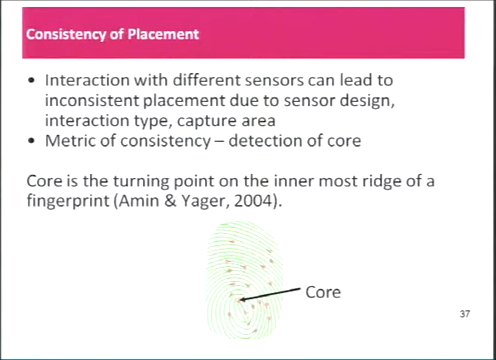 Consistency of Placement
• Interaction with different sensors can lead to
inconsistent placement due to sensor design,
interaction type, capture area
• Metric of consistency – detection of core
Core is the turning point on the inner most ridge of a
fingerprint (Amin & Yager, 2004).
Core
37